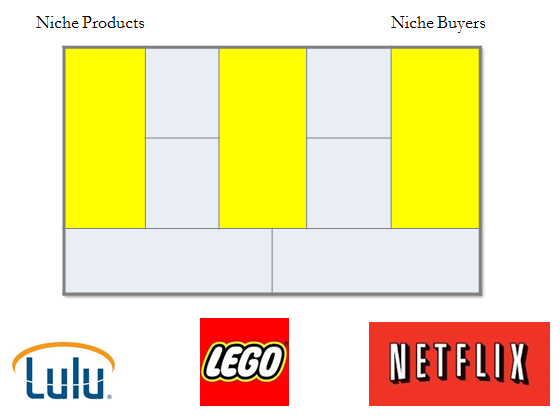 Niche Products
Niche Buyers
Lulu®
LEGO®
NETFLIX